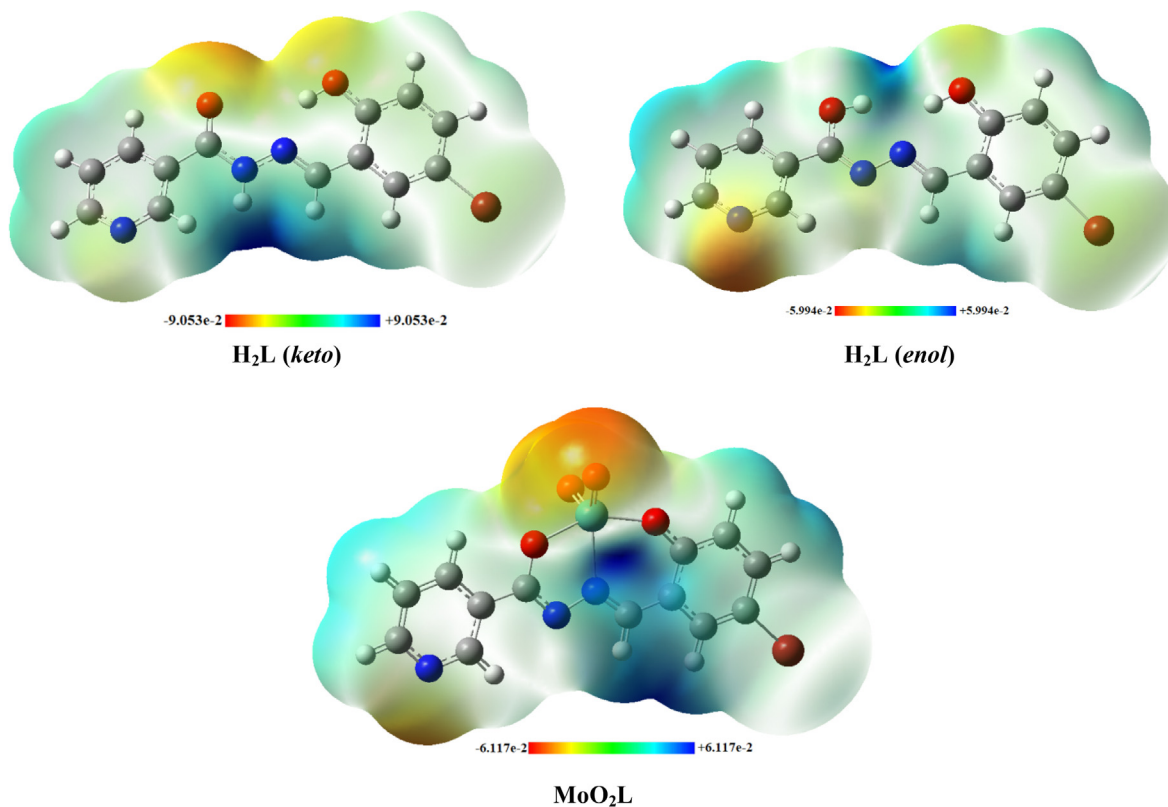 -9.053e-2 +9.053e-2
H₂L (keto)
-5.994e-2 +5.994e-2
H₂L (enol)
-6.117e-2 +6.117e-2
MoO₂L